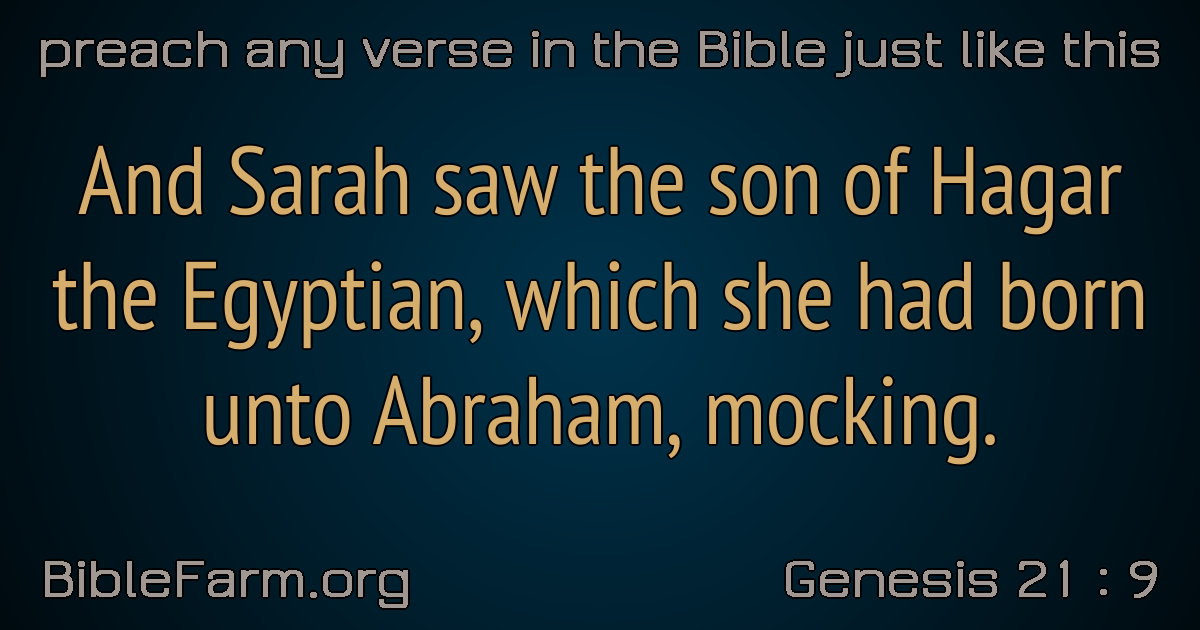 preach any verse in the Bible just like this
And Sarah saw the son of Hagar
the Egyptian, which she had born
unto Abraham, mocking.
BibleFarm.org
Genesis 21 : 9